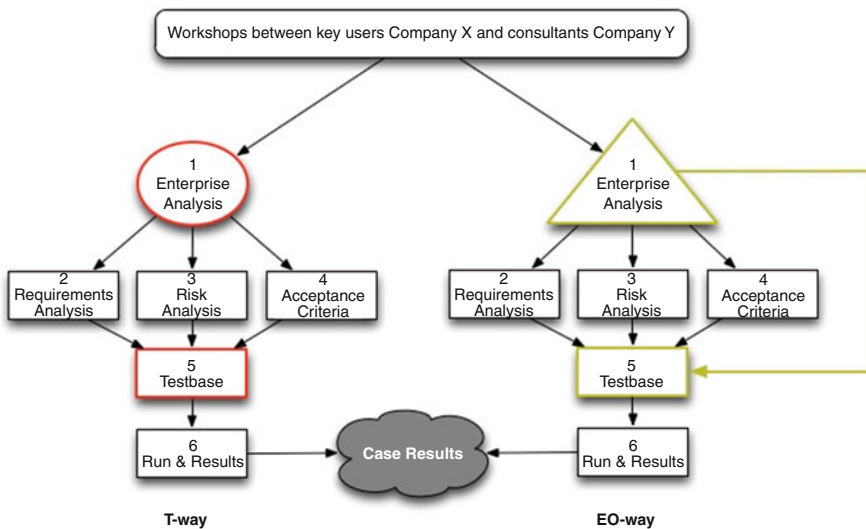 Workshops between key users Company X and consultants Company Y
1
Enterprise
Analysis
1
Enterprise
Analysis
2
Requirements
Analysis
3
Risk
Analysis
4
Acceptance
Criteria
2
Requirements
Analysis
3
Risk
Analysis
4
Acceptance
Criteria
5
Testbase
5
Testbase
6
Run & Results
Case Results
6
Run & Results
T-way
EO-way